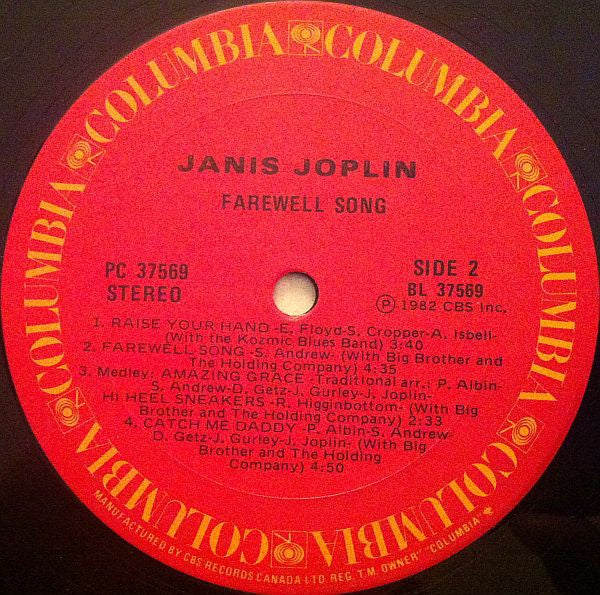 COLUMBIA COLUMBIA COLUMBIA COLUMBIA COLUMBIA COLUMBIA
JANIS JOPLIN
FAREWELL SONG
PC 37569
STEREO
SIDE 2
BL 37569
Ⓟ 1982 CBS Inc.
1. RAISE YOUR HAND -E. Floyd-S. Cropper-A. Isbell-
(With the Kozmic Blues Band) 3:40
2. FAREWELL SONG -S. Andrew- (With Big Brother and
The Holding Company) 4:35
3. Medley: AMAZING GRACE -Traditional arr.: P. Albin-
S. Andrew-D. Getz-J. Gurley-J. Joplin-
HI HEEL SNEAKERS -R. Higginbottom- (With Big
Brother and The Holding Company) 2:33
4. CATCH ME DADDY -P. Albin-S. Andrew-
D. Getz-J. Gurley-J. Joplin- (With Big
Brother and The Holding
Company) 4:50
MANUFACTURED BY CBS RECORDS CANADA LTD. REG. T.M. OWNER "COLUMBIA"